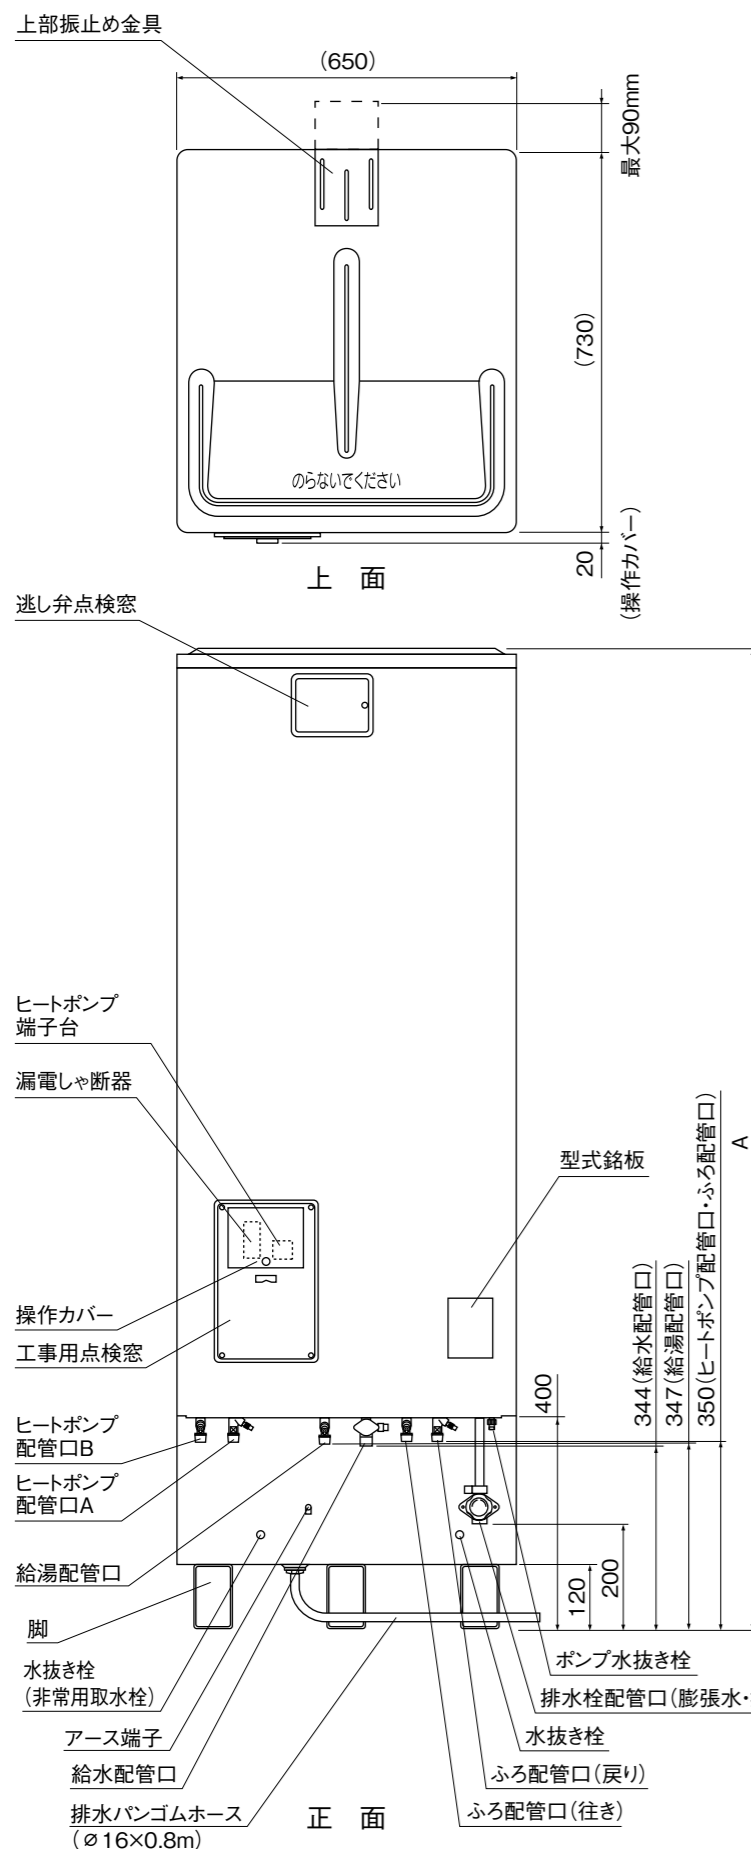 上部振止め金具
(650)
最大90mm
(730)
のらないでください
20
(操作カバー)
上 面
逃し弁点検窓
ヒートポンプ
端子台
漏電しゃ断器
型式銘板
操作カバー
工事用点検窓
400
344(給水配管口)
347(給湯配管口)
350(ヒートポンプ配管口・ふろ配管口)
A
ヒートポンプ
配管口B
ヒートポンプ
配管口A
給湯配管口
120
200
脚
水抜き栓
(非常用取水栓)
アース端子
給水配管口
排水パンゴムホース
(⌀16×0.8m)
ポンプ水抜き栓
排水栓配管口(膨張水・
水抜き栓
ふろ配管口(戻り)
ふろ配管口(往き)
正 面